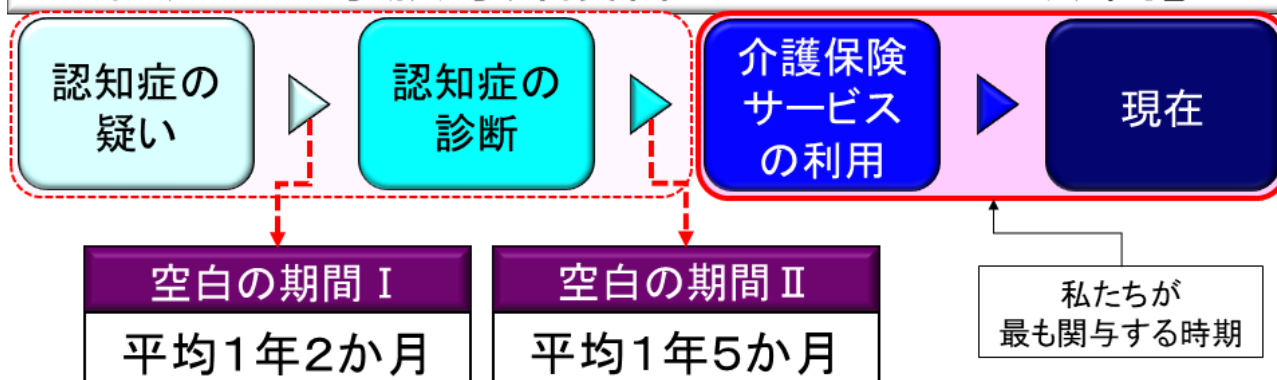 認知症の
疑い
認知症の
診断
介護保険
サービス
の利用
現在
空白の期間Ⅰ
平均1年2か月
空白の期間Ⅱ
平均1年5か月
私たちが
最も関与する時期